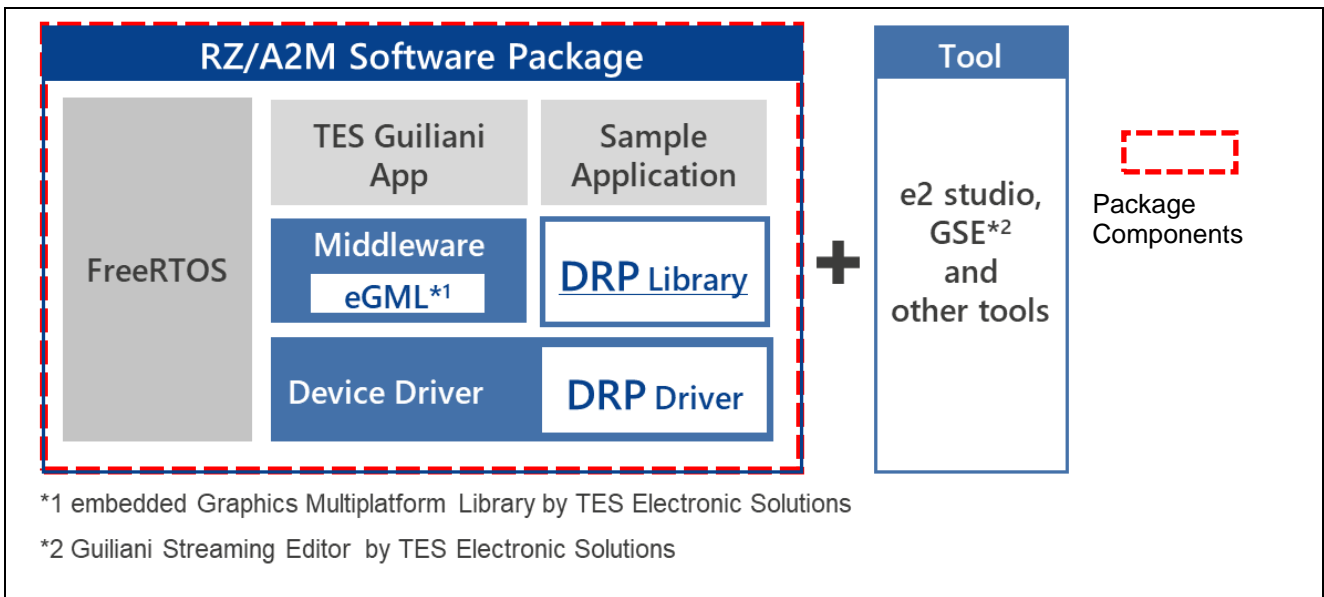 RZ/A2M Software Package
FreeRTOS
TES Guiliani
App
Sample
Application
Middleware
eGML*1
DRP Library
Device Driver
DRP Driver
+
Tool
e2 studio,
GSE*2
and
other tools
Package
Components
*1 embedded Graphics Multiplatform Library by TES Electronic Solutions
*2 Guiliani Streaming Editor by TES Electronic Solutions